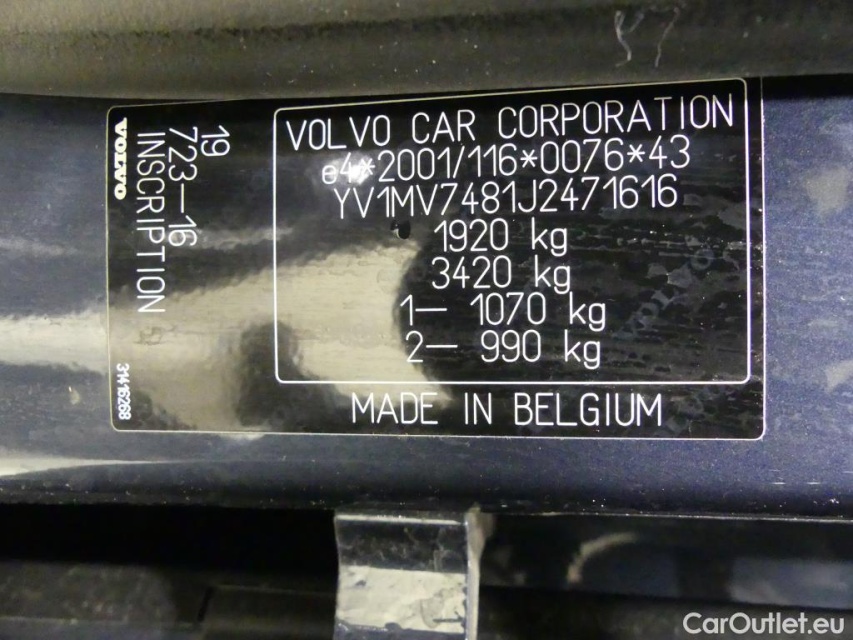 VOLVO
19
723-16
INSCRIPTION
31416268
VOLVO CAR CORPORATION
e4*2001/116*0076*43
YV1MV7481J2471616
1920 kg
3420 kg
1— 1070 kg
2— 990 kg
MADE IN BELGIUM
CarOutlet.eu